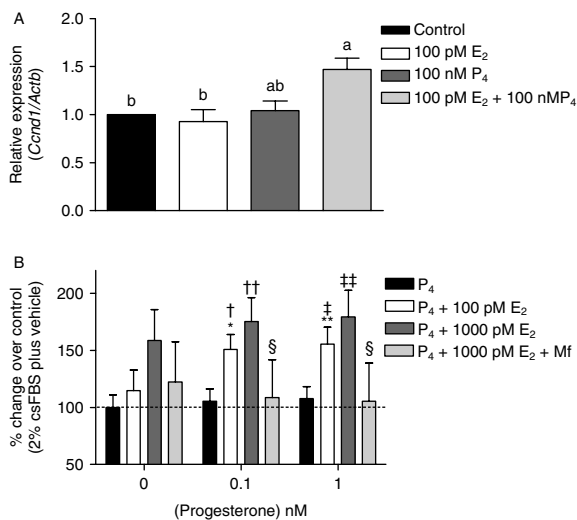 A
Relative expression
(Ccnd1/Actb)
2.0
1.5
1.0
0.5
0.0
b
b
ab
a
Control
100 pM E2
100 nM P4
100 pM E2 + 100 nMP4
B
% change over control
(2% csFBS plus vehicle)
200
150
100
50
†
*
††
§
‡
**
‡‡
§
P4
P4 + 100 pM E2
P4 + 1000 pM E2
P4 + 1000 pM E2 + Mf
0
0.1
1
(Progesterone) nM